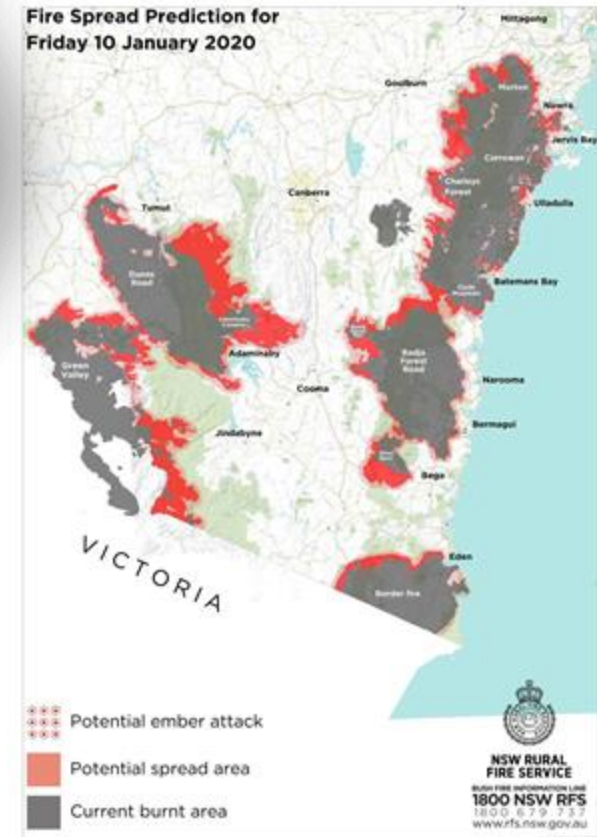 Fire Spread Prediction for
Friday 10 January 2020
Mittagong
Goulburn
Morton
Nowra
Jervis Bay
Currowan
Charleys
Forest
Ulladulla
Canberra
Tumut
Dunns
Road
Clyde
Mountain
Batemans Bay
Adaminaby
Badja
Forest
Road
Green
Valley
Narooma
Cooma
Bermagui
Jindabyne
Bega
VICTORIA
Eden
Border fire
Potential ember attack
Potential spread area
Current burnt area
NSW RURAL
FIRE SERVICE
BUSH FIRE INFORMATION LINE
1800 NSW RFS
1800 679 737
www.rfs.nsw.gov.au